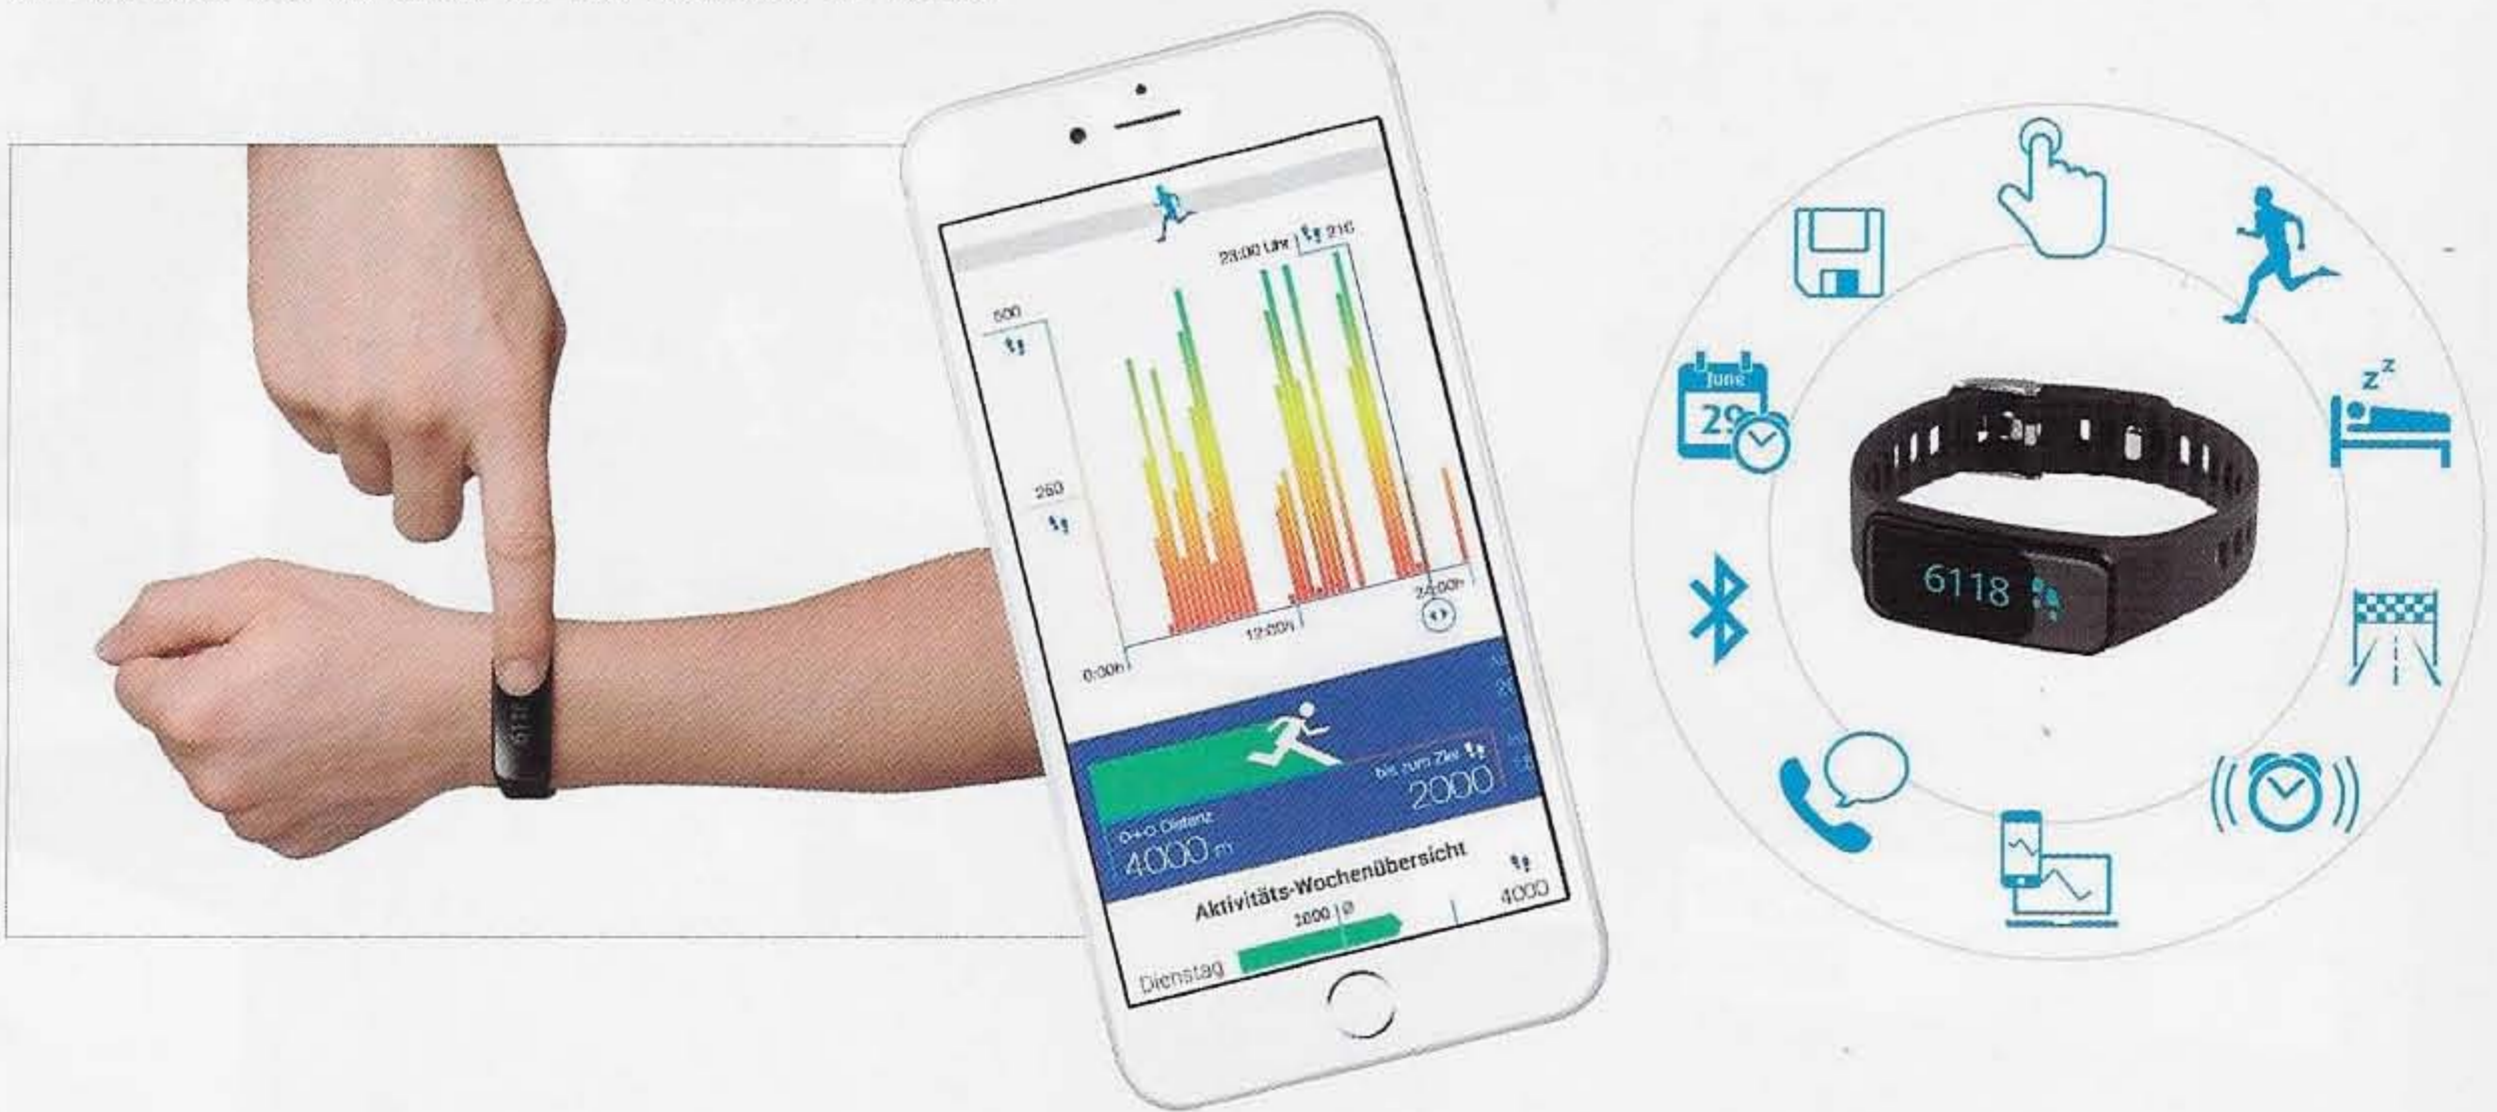 6118
23:00 Uhr 216
500
250
0:00h
12:00h
24:00h
bis zum Ziel
2000
Distanz
4000 m
Aktivitäts-Wochenübersicht
4000
Dienstag
June
29
z z
6118